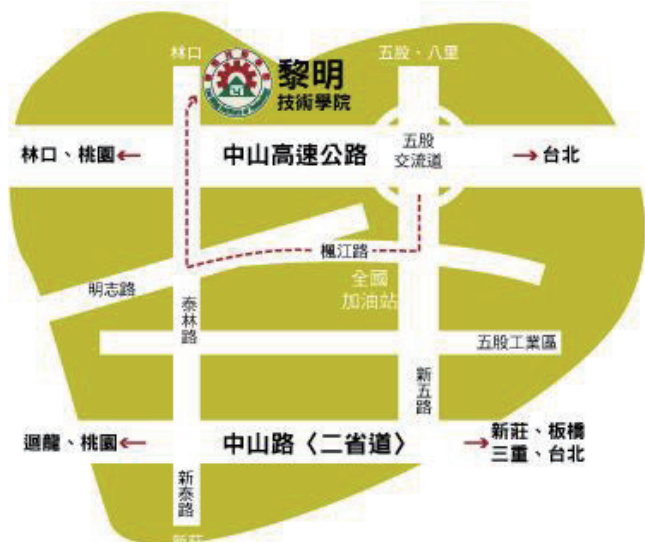 林口
黎明
技術學院
五股、八里
林口、桃園
中山高速公路
五股
交流道
台北
楓江路
明志路
全國
加油站
泰林路
五股工業區
新五路
迴龍、桃園
中山路〈二省道〉
新莊、板橋
三重、台北
新泰路
新莊